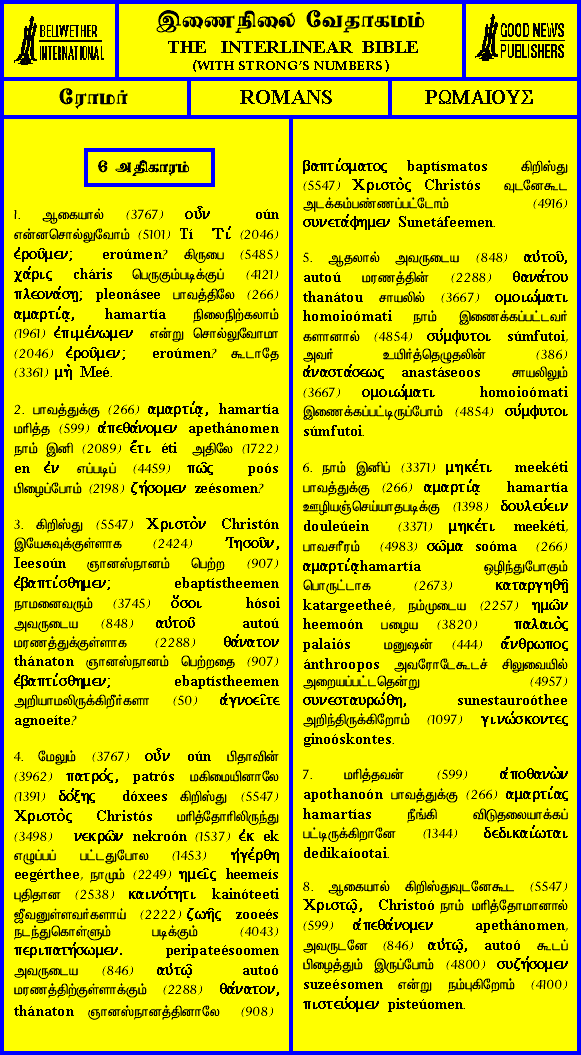 BELLWETHER
INTERNATIONAL
இணைநிலை வேதாகமம்
THE INTERLINEAR BIBLE
(WITH STRONG'S NUMBERS)
GOOD NEWS
PUBLISHERS
ரோமர்
ROMANS
ΡΩΜΑΙΟΥΣ
6 அதிகாரம்
1. ஆகையால் (3767) οὖν oún
என்னசொல்லுவோம் (5101) Τί Ἱί (2046)
ἐροῦμεν; eroúmen? கிருபை (5485)
χάρις cháris பெருகும்படிக்குப் (4121)
πλεονάσῃ; pleonásee பாவத்திலே (266)
αμαρτίᾳ, hamartía நிலைநிற்கலாம்
(1961) ἐπιμένωμεν என்று சொல்லுவோமா
(2046) ἐροῦμεν; eroúmen? கூடாதே
(3361) μὴ Meé.
2. பாவத்துக்கு (266) αμαρτίᾳ, hamartía
மரித்த (599) ἀπεθάνομεν apethánomen
நாம் இனி (2089) ἔτι éti அதிலே (1722)
en ἐν எப்படிப் (4459) πῶς poós
பிழைப்போம் (2198) ζήσομεν zeésomen?
3. கிறிஸ்து (5547) Χριστὸν Christón
இயேசுவுக்குள்ளாக (2424) Ἰησοῦν,
Ieesoún ஞானஸ்நானம் பெற்ற (907)
ἐβαπτίσθημεν; ebaptístheemen
நாமனைவரும் (3745) ὅσοι hósoi
அவருடைய (848) αὐτοῦ autoú
மரணத்துக்குள்ளாக (2288) θάνατον
thánaton ஞானஸ்நானம் பெற்றதை (907)
ἐβαπτίσθημεν; ebaptístheemen
அறியாமலிருக்கிறீர்களா (50) ἀγνοεῖτε
agnoeíte?
4. மேலும் (3767) οὖν oún பிதாவின்
(3962) πατρός, patrós மகிமையினாலே
(1391) δόξης dóxees கிறிஸ்து (5547)
Χριστὸς Christós மரித்தோரிலிருந்து
(3498) νεκρῶν nekroón (1537) ἐκ ek
எழுப்பப் பட்டதுபோல (1453) ἠγέρθη
eegérthee, நாமும் (2249) ημεῖς heemeís
புதிதான (2538) καινότητι kainóteeti
ஜீவனுள்ளவர்களாய் (2222) ζωῆς zooeés
நடந்துகொள்ளும் படிக்கும் (4043)
περιπατήσωμεν. peripateésoomen
அவருடைய (846) αὐτῷ autoó
மரணத்திற்குள்ளாக்கும் (2288) θάνατον,
thánaton ஞானஸ்நானத்தினாலே (908)
βαπτίσματος baptísmatos கிறிஸ்து
(5547) Χριστὸς Christós வுடனேகூட
அடக்கம்பண்ணப்பட்டோம் (4916)
συνετάφημεν Sunetáfeemen.
5. ஆதலால் அவருடைய (848) αὐτοῦ,
autoú மரணத்தின் (2288) θανάτου
thanátou சாயலில் (3667) ομοιώματι
homoioómati நாம் இணைக்கப்பட்டவர்
களானால் (4854) σύμφυτοι súmfutoi,
அவர் உயிர்த்தெழுதலின் (386)
ἀναστάσεως anastáseoos சாயலிலும்
(3667) ομοιώματι homoioómati
இணைக்கப்பட்டிருப்போம் (4854) σύμφυτοι
súmfutoi.
6. நாம் இனிப் (3371) μηκέτι meekéti
பாவத்துக்கு (266) αμαρτίᾳ hamartía
ஊழியஞ்செய்யாதபடிக்கு (1398) δουλεύειν
douleúein (3371) μηκέτι meekéti,
பாவசரீரம் (4983) σῶμα soóma (266)
αμαρτίᾳhamartía ஒழிந்துபோகும்
பொருட்டாக (2673) καταργηθῇ
katargeetheé, நம்முடைய (2257) ημῶν
heemoón பழைய (3820) παλαιὸς
palaiós மனுஷன் (444) ἄνθρωπος
ánthroopos அவரோடேகூடச் சிலுவையில்
அறையப்பட்டதென்று (4957)
συνεσταυρώθη, sunestauroóthee
அறிந்திருக்கிறோம் (1097) γινώσκοντες
ginoóskontes.
7. மரித்தவன் (599) ἀποθανὼν
apothanoón பாவத்துக்கு (266) αμαρτίας
hamartías நீங்கி விடுதலையாக்கப்
பட்டிருக்கிறானே (1344) δεδικαίωται
dedikaíootai.
8. ஆகையால் கிறிஸ்துவுடனேகூட (5547)
Χριστῷ, Christoó நாம் மரித்தோமானால்
(599) ἀπεθάνομεν apethánomen,
அவருடனே (846) αὐτῷ, autoó கூடப்
பிழைத்தும் இருப்போம் (4800) συζήσομεν
suzeésomen என்று நம்புகிறோம் (4100)
πιστεύομεν pisteúomen.